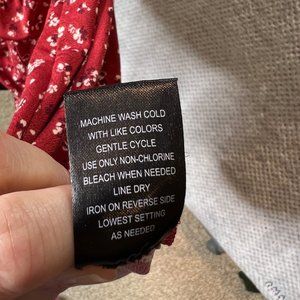 MACHINE WASH COLD
WITH LIKE COLORS
GENTLE CYCLE
USE ONLY NON-CHLORINE
BLEACH WHEN NEEDED
LINE DRY
IRON ON REVERSE SIDE
LOWEST SETTING
AS NEEDED